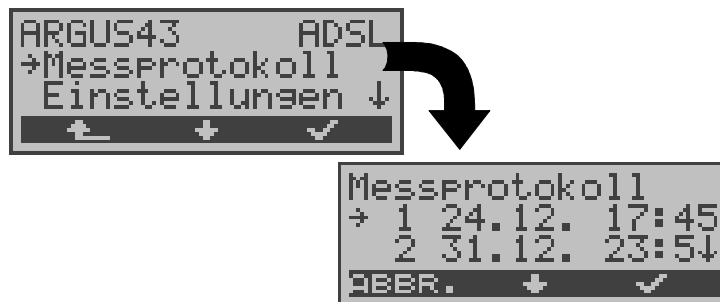 ARGUS43 ADSL
→Messprotokoll
Einstellungen ↓
Messprotokoll
→ 1 24.12. 17:45
2 31.12. 23:5↓
ABBR.